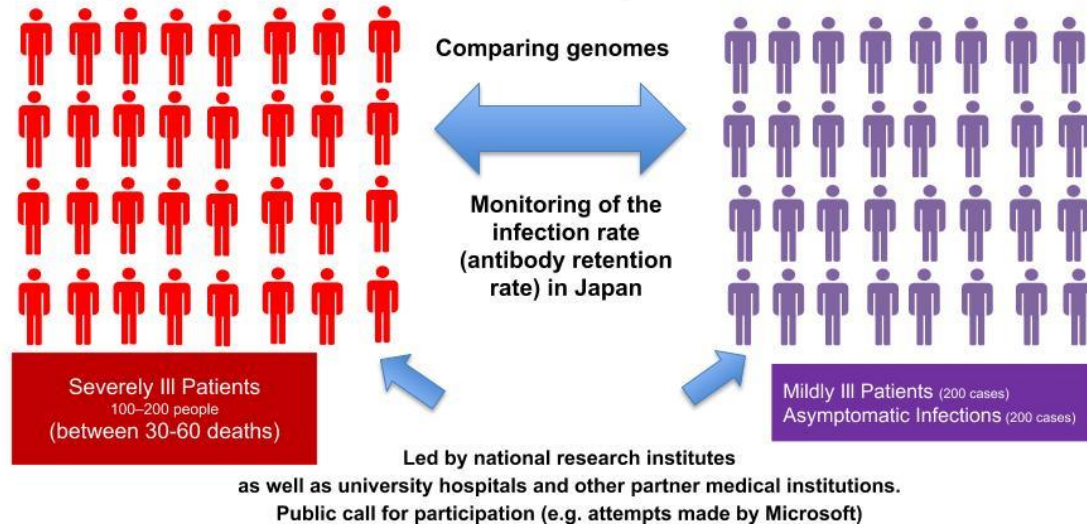 Comparing genomes
Monitoring of the
infection rate
(antibody retention
rate) in Japan
Severely Ill Patients
100–200 people
(between 30-60 deaths)
Mildly Ill Patients (200 cases)
Asymptomatic Infections (200 cases)
Led by national research institutes
as well as university hospitals and other partner medical institutions.
Public call for participation (e.g. attempts made by Microsoft)